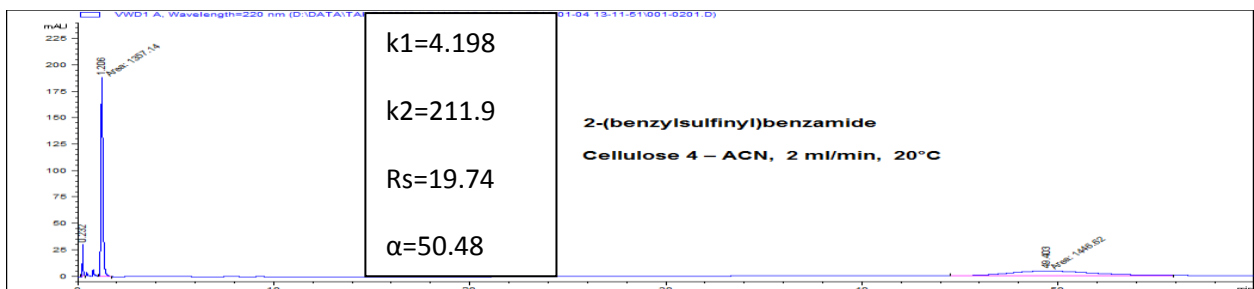 VWD1 A, Wavelength=220 nm (D:\DATA\TA 01-04 13-11-51\001-0201.D)
mAU
225
200
175
150
125
100
75
50
25
0
0.232
1.206
Area: 1357.14
k1=4.198
k2=211.9
Rs=19.74
α=50.48
2-(benzylsulfinyl)benzamide
Cellulose 4 – ACN, 2 ml/min, 20°C
49.403
Area: 1446.62
0